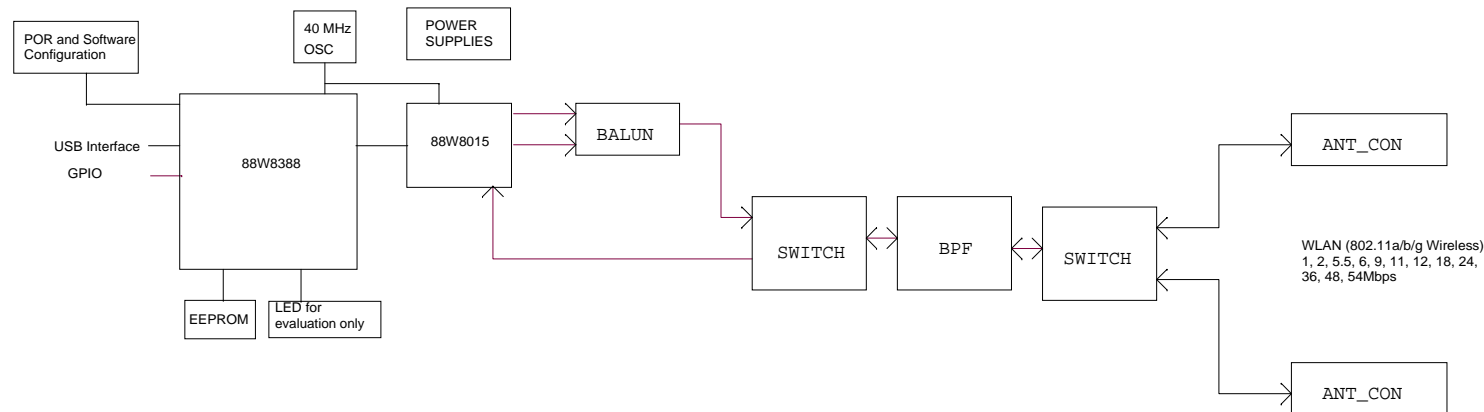 POR and Software
Configuration
40 MHz
OSC
POWER
SUPPLIES
USB Interface
GPIO
88W8388
88W8015
BALUN
SWITCH
BPF
SWITCH
ANT_CON
WLAN (802.11a/b/g Wireless)
1, 2, 5.5, 6, 9, 11, 12, 18, 24,
36, 48, 54Mbps
EEPROM
LED for
evaluation only
ANT_CON